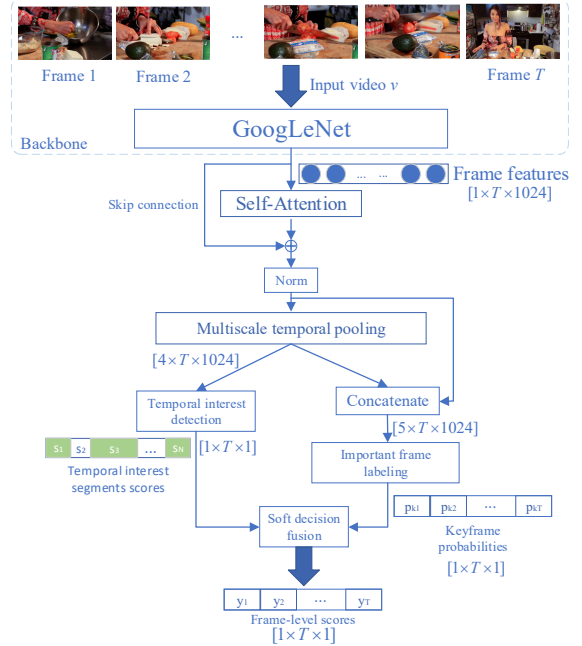 Frame 1
Frame 2
...
Frame T
Input video v
GoogLeNet
Backbone
... ...
Frame features
[1×T×1024]
Skip connection
Self-Attention
Norm
Multiscale temporal pooling
[4×T×1024]
Temporal interest
detection
Concatenate
[1×T×1]
[5×T×1024]
S1 S2 S3 ... SN
Temporal interest
segments scores
Important frame
labeling
pk1 pk2 ... pkT
Keyframe
probabilities
[1×T×1]
Soft decision
fusion
y1 y2 ... yT
Frame-level scores
[1×T×1]